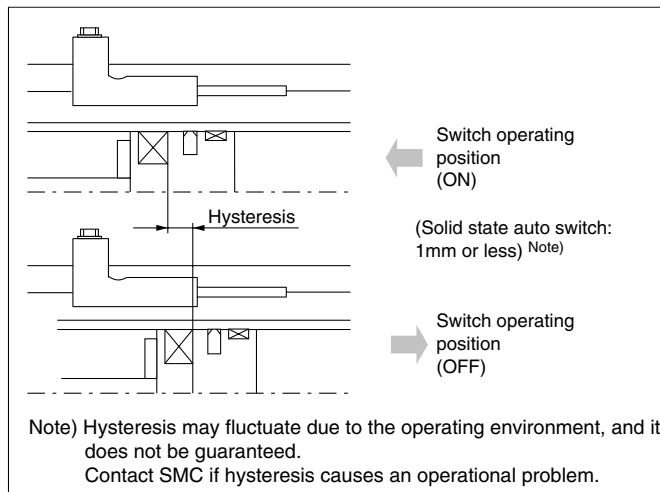 Switch operating
position
(ON)
Hysteresis
(Solid state auto switch:
1mm or less) Note)
Switch operating
position
(OFF)
Note) Hysteresis may fluctuate due to the operating environment, and it
does not be guaranteed.
Contact SMC if hysteresis causes an operational problem.